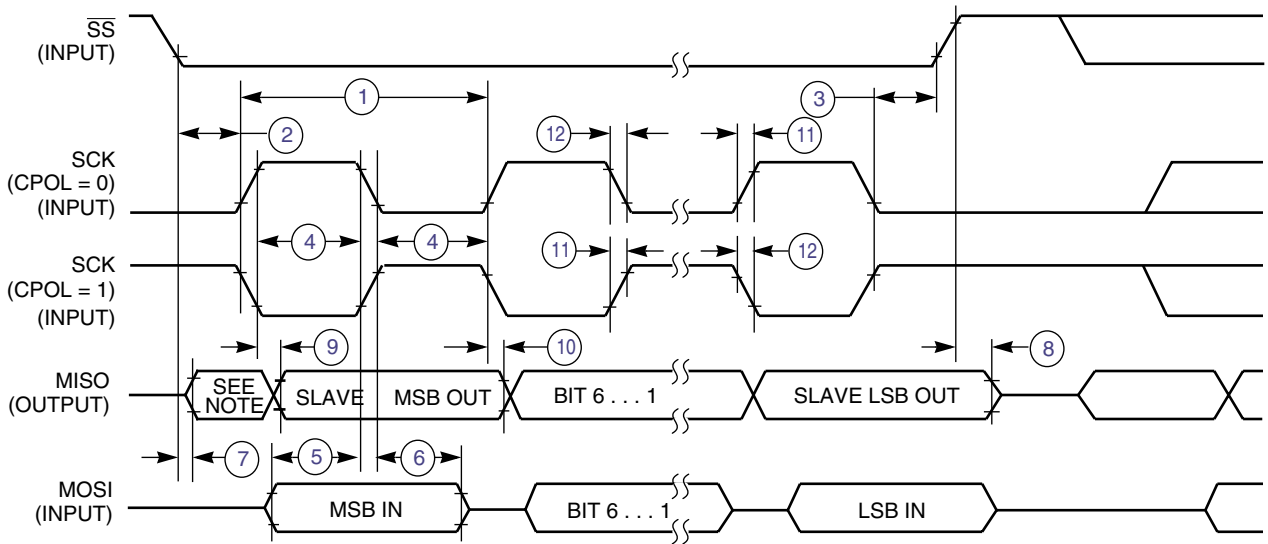 SS
(INPUT)
1
3
2
12
11
SCK
(CPOL = 0)
(INPUT)
4
4
11
12
SCK
(CPOL = 1)
(INPUT)
9
10
8
MISO
(OUTPUT)
SEE
NOTE
SLAVE
MSB OUT
BIT 6 . . . 1
SLAVE LSB OUT
7
5
6
MOSI
(INPUT)
MSB IN
BIT 6 . . . 1
LSB IN